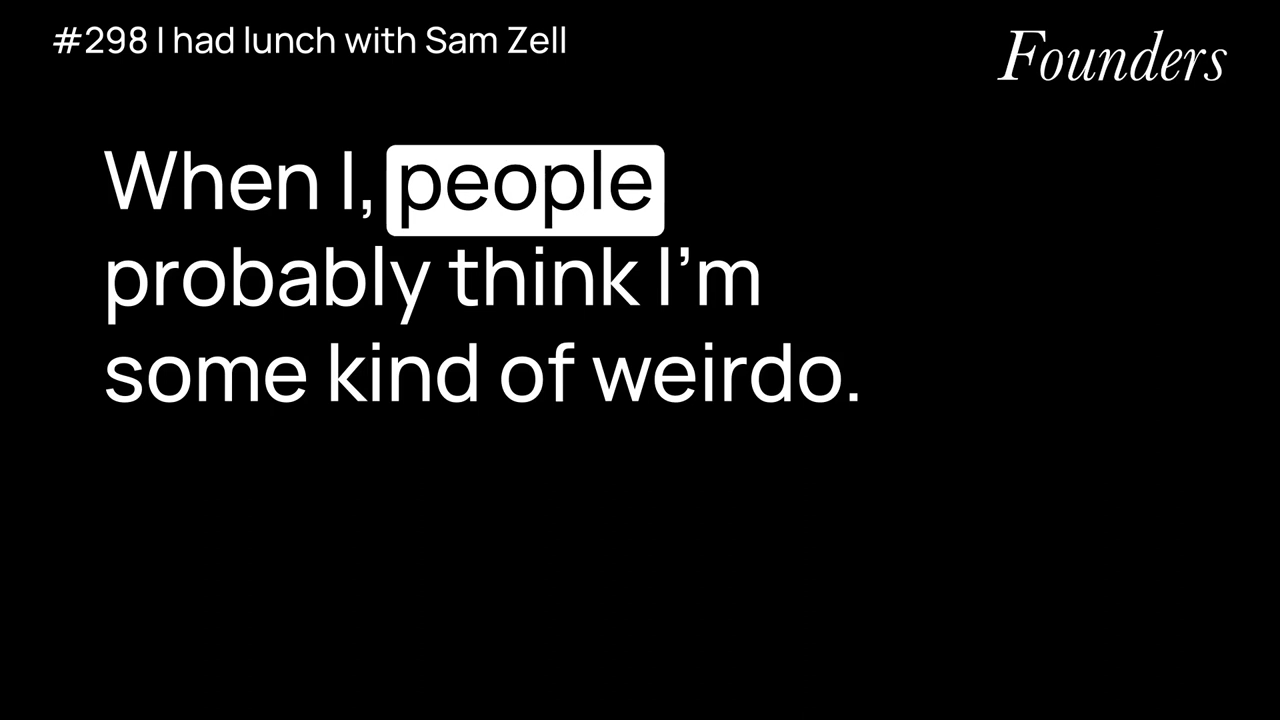 #298 I had lunch with Sam Zell
Founders
When I, people
probably think I’m
some kind of weirdo.